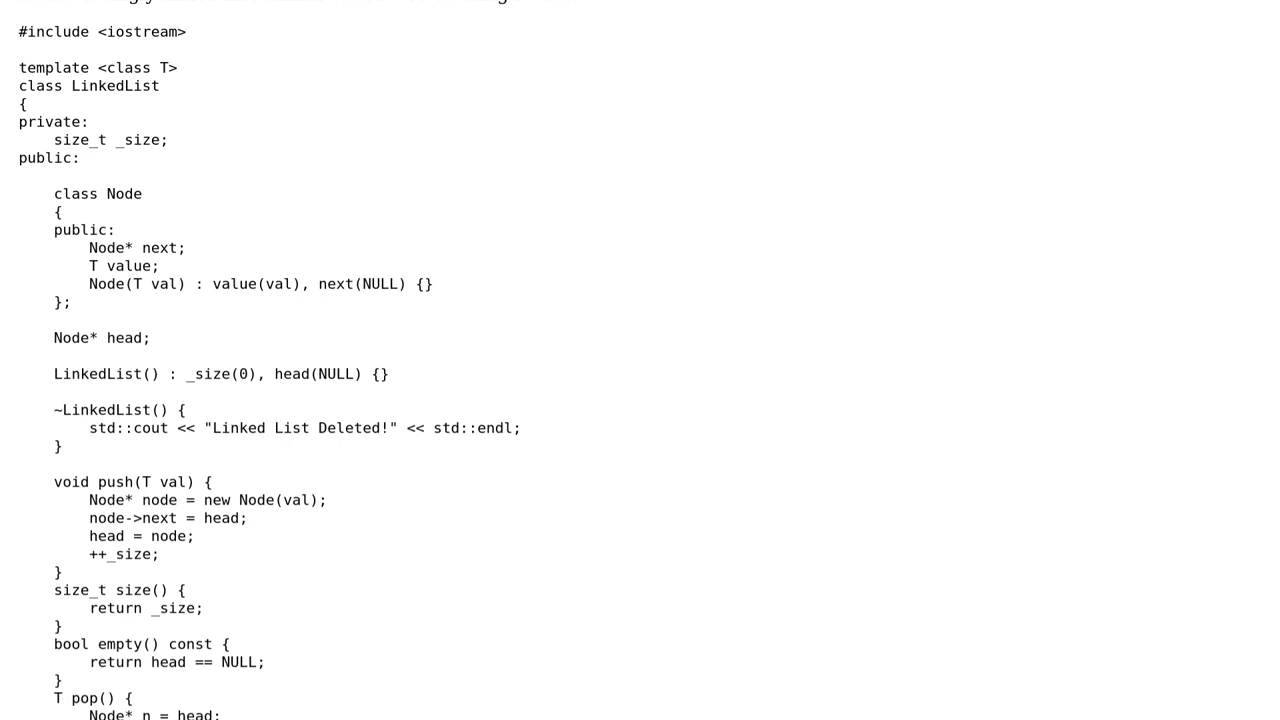 #include <iostream>
template <class T>
class LinkedList
{
private:
    size_t _size;
public:
    class Node
    {
    public:
        Node* next;
        T value;
        Node(T val) : value(val), next(NULL) {}
    };
    Node* head;
    LinkedList() : _size(0), head(NULL) {}
    ~LinkedList() {
        std::cout << "Linked List Deleted!" << std::endl;
    }
    void push(T val) {
        Node* node = new Node(val);
        node->next = head;
        head = node;
        ++_size;
    }
    size_t size() {
        return _size;
    }
    bool empty() const {
        return head == NULL;
    }
    T pop() {
        Node* n = head;